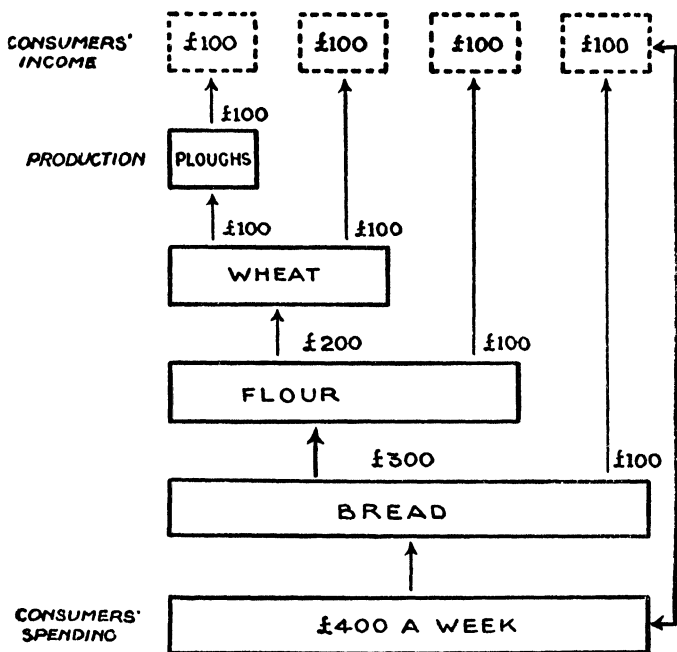 CONSUMERS'
INCOME
£100
£100
£100
£100
£100
PRODUCTION
PLOUGHS
£100
£100
WHEAT
£200
£100
FLOUR
£300
£100
BREAD
CONSUMERS'
SPENDING
£400 A WEEK